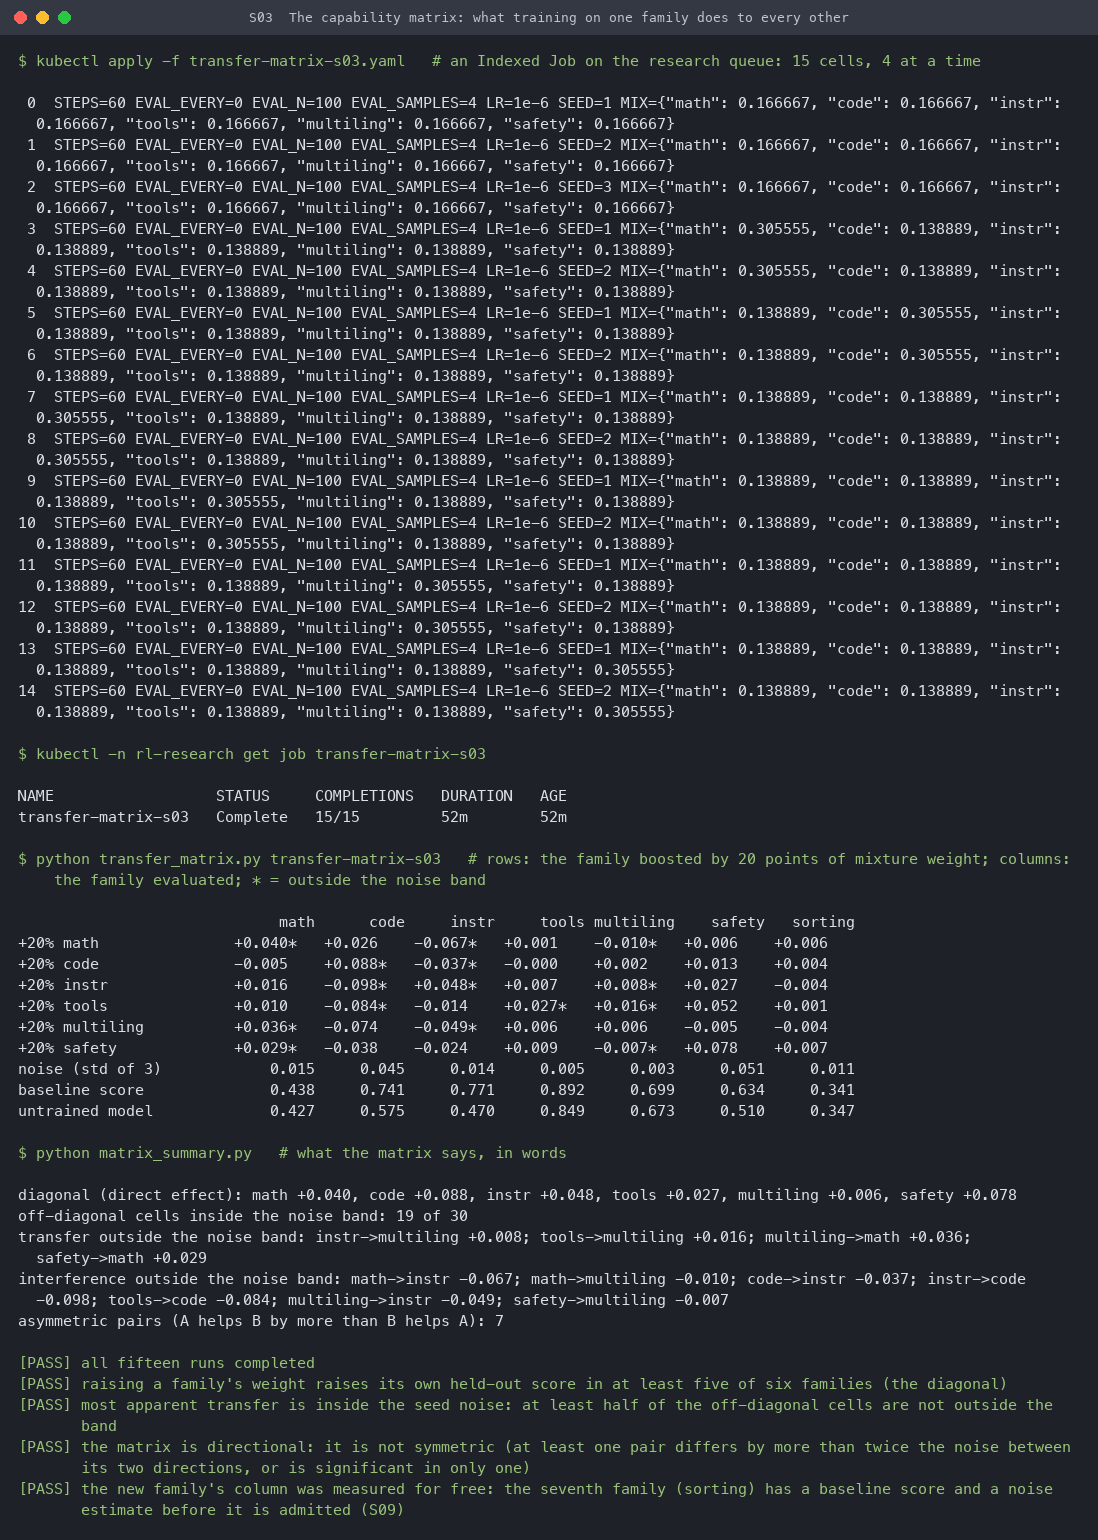 S03  The capability matrix: what training on one family does to every other
$ kubectl apply −f transfer−matrix−s03.yaml   # an Indexed Job on the research queue: 15 cells, 4 at a time
0  STEPS=60 EVAL_EVERY=0 EVAL_N=100 EVAL_SAMPLES=4 LR=1e−6 SEED=1 MIX={"math": 0.166667, "code": 0.166667, "instr":
0.166667, "tools": 0.166667, "multiling": 0.166667, "safety": 0.166667}
1  STEPS=60 EVAL_EVERY=0 EVAL_N=100 EVAL_SAMPLES=4 LR=1e−6 SEED=2 MIX={"math": 0.166667, "code": 0.166667, "instr":
0.166667, "tools": 0.166667, "multiling": 0.166667, "safety": 0.166667}
2  STEPS=60 EVAL_EVERY=0 EVAL_N=100 EVAL_SAMPLES=4 LR=1e−6 SEED=3 MIX={"math": 0.166667, "code": 0.166667, "instr":
0.166667, "tools": 0.166667, "multiling": 0.166667, "safety": 0.166667}
3  STEPS=60 EVAL_EVERY=0 EVAL_N=100 EVAL_SAMPLES=4 LR=1e−6 SEED=1 MIX={"math": 0.305555, "code": 0.138889, "instr":
0.138889, "tools": 0.138889, "multiling": 0.138889, "safety": 0.138889}
4  STEPS=60 EVAL_EVERY=0 EVAL_N=100 EVAL_SAMPLES=4 LR=1e−6 SEED=2 MIX={"math": 0.305555, "code": 0.138889, "instr":
0.138889, "tools": 0.138889, "multiling": 0.138889, "safety": 0.138889}
5  STEPS=60 EVAL_EVERY=0 EVAL_N=100 EVAL_SAMPLES=4 LR=1e−6 SEED=1 MIX={"math": 0.138889, "code": 0.305555, "instr":
0.138889, "tools": 0.138889, "multiling": 0.138889, "safety": 0.138889}
6  STEPS=60 EVAL_EVERY=0 EVAL_N=100 EVAL_SAMPLES=4 LR=1e−6 SEED=2 MIX={"math": 0.138889, "code": 0.305555, "instr":
0.138889, "tools": 0.138889, "multiling": 0.138889, "safety": 0.138889}
7  STEPS=60 EVAL_EVERY=0 EVAL_N=100 EVAL_SAMPLES=4 LR=1e−6 SEED=1 MIX={"math": 0.138889, "code": 0.138889, "instr":
0.305555, "tools": 0.138889, "multiling": 0.138889, "safety": 0.138889}
8  STEPS=60 EVAL_EVERY=0 EVAL_N=100 EVAL_SAMPLES=4 LR=1e−6 SEED=2 MIX={"math": 0.138889, "code": 0.138889, "instr":
0.305555, "tools": 0.138889, "multiling": 0.138889, "safety": 0.138889}
9  STEPS=60 EVAL_EVERY=0 EVAL_N=100 EVAL_SAMPLES=4 LR=1e−6 SEED=1 MIX={"math": 0.138889, "code": 0.138889, "instr":
0.138889, "tools": 0.305555, "multiling": 0.138889, "safety": 0.138889}
10  STEPS=60 EVAL_EVERY=0 EVAL_N=100 EVAL_SAMPLES=4 LR=1e−6 SEED=2 MIX={"math": 0.138889, "code": 0.138889, "instr":
0.138889, "tools": 0.305555, "multiling": 0.138889, "safety": 0.138889}
11  STEPS=60 EVAL_EVERY=0 EVAL_N=100 EVAL_SAMPLES=4 LR=1e−6 SEED=1 MIX={"math": 0.138889, "code": 0.138889, "instr":
0.138889, "tools": 0.138889, "multiling": 0.305555, "safety": 0.138889}
12  STEPS=60 EVAL_EVERY=0 EVAL_N=100 EVAL_SAMPLES=4 LR=1e−6 SEED=2 MIX={"math": 0.138889, "code": 0.138889, "instr":
0.138889, "tools": 0.138889, "multiling": 0.305555, "safety": 0.138889}
13  STEPS=60 EVAL_EVERY=0 EVAL_N=100 EVAL_SAMPLES=4 LR=1e−6 SEED=1 MIX={"math": 0.138889, "code": 0.138889, "instr":
0.138889, "tools": 0.138889, "multiling": 0.138889, "safety": 0.305555}
14  STEPS=60 EVAL_EVERY=0 EVAL_N=100 EVAL_SAMPLES=4 LR=1e−6 SEED=2 MIX={"math": 0.138889, "code": 0.138889, "instr":
0.138889, "tools": 0.138889, "multiling": 0.138889, "safety": 0.305555}
$ kubectl −n rl−research get job transfer−matrix−s03
NAME                  STATUS     COMPLETIONS   DURATION   AGE
transfer−matrix−s03   Complete   15/15         52m        52m
$ python transfer_matrix.py transfer−matrix−s03   # rows: the family boosted by 20 points of mixture weight; columns:
the family evaluated; * = outside the noise band
math      code     instr     tools multiling    safety   sorting
+20% math               +0.040*   +0.026    −0.067*   +0.001    −0.010*   +0.006    +0.006
+20% code               −0.005    +0.088*   −0.037*   −0.000    +0.002    +0.013    +0.004
+20% instr              +0.016    −0.098*   +0.048*   +0.007    +0.008*   +0.027    −0.004
+20% tools              +0.010    −0.084*   −0.014    +0.027*   +0.016*   +0.052    +0.001
+20% multiling          +0.036*   −0.074    −0.049*   +0.006    +0.006    −0.005    −0.004
+20% safety             +0.029*   −0.038    −0.024    +0.009    −0.007*   +0.078    +0.007
noise (std of 3)            0.015     0.045     0.014     0.005     0.003     0.051     0.011
baseline score              0.438     0.741     0.771     0.892     0.699     0.634     0.341
untrained model             0.427     0.575     0.470     0.849     0.673     0.510     0.347
$ python matrix_summary.py   # what the matrix says, in words
diagonal (direct effect): math +0.040, code +0.088, instr +0.048, tools +0.027, multiling +0.006, safety +0.078
off−diagonal cells inside the noise band: 19 of 30
transfer outside the noise band: instr−>multiling +0.008; tools−>multiling +0.016; multiling−>math +0.036;
safety−>math +0.029
interference outside the noise band: math−>instr −0.067; math−>multiling −0.010; code−>instr −0.037; instr−>code
−0.098; tools−>code −0.084; multiling−>instr −0.049; safety−>multiling −0.007
asymmetric pairs (A helps B by more than B helps A): 7
[PASS] all fifteen runs completed
[PASS] raising a family's weight raises its own held−out score in at least five of six families (the diagonal)
[PASS] most apparent transfer is inside the seed noise: at least half of the off−diagonal cells are not outside the
band
[PASS] the matrix is directional: it is not symmetric (at least one pair differs by more than twice the noise between
its two directions, or is significant in only one)
[PASS] the new family's column was measured for free: the seventh family (sorting) has a baseline score and a noise
estimate before it is admitted (S09)